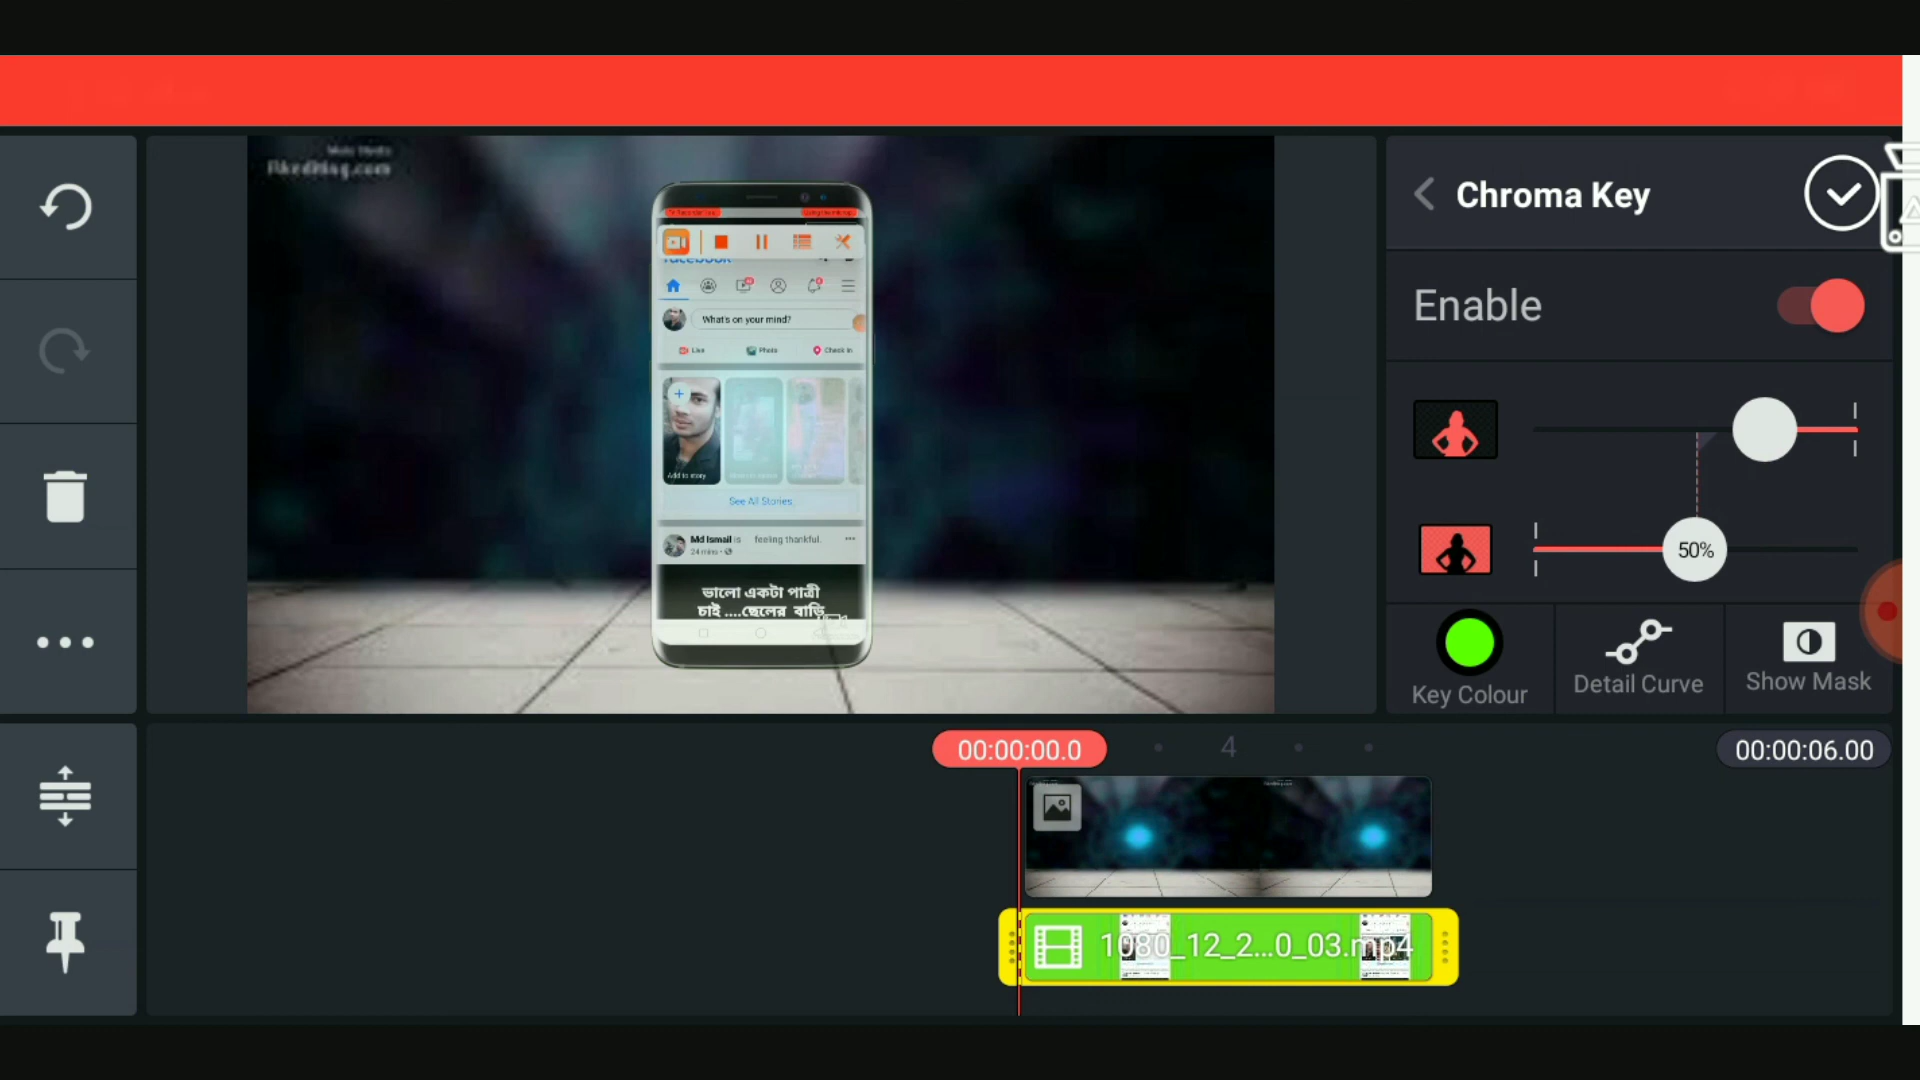 Chroma Key
Enable
50%
Key Colour
Detail Curve
Show Mask
What's on your mind?
Live
Photo
Check in
Add to story
See All Stories
Md Ismail is feeling thankful.
24 mins
ভালো একটা পাত্রী
চাই ....ছেলের বাড়ি
00:00:00.0
4
00:00:06.00
1080_12_2...0_03.mp4